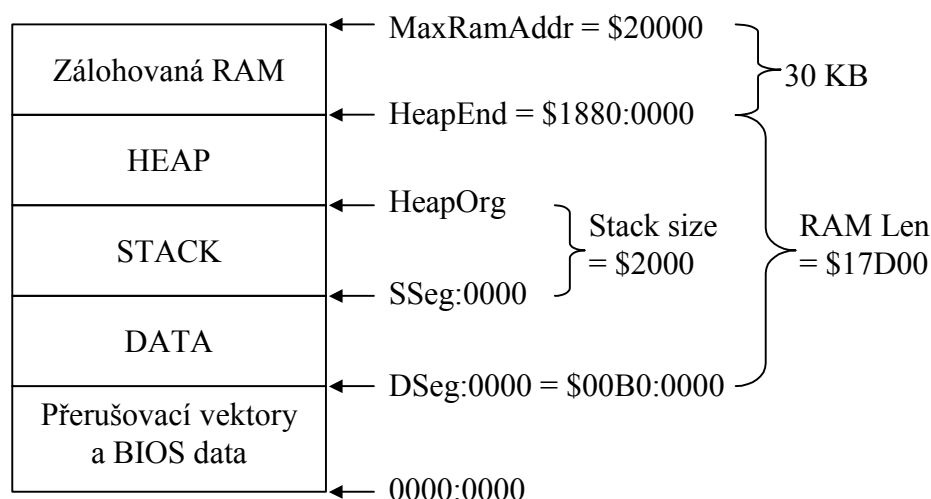 MaxRamAddr = $20000
Zálohovaná RAM
30 KB
HeapEnd = $1880:0000
HEAP
HeapOrg
Stack size
= $2000
RAM Len
= $17D00
STACK
SSeg:0000
DATA
DSeg:0000 = $00B0:0000
Přerušovací vektory
a BIOS data
0000:0000